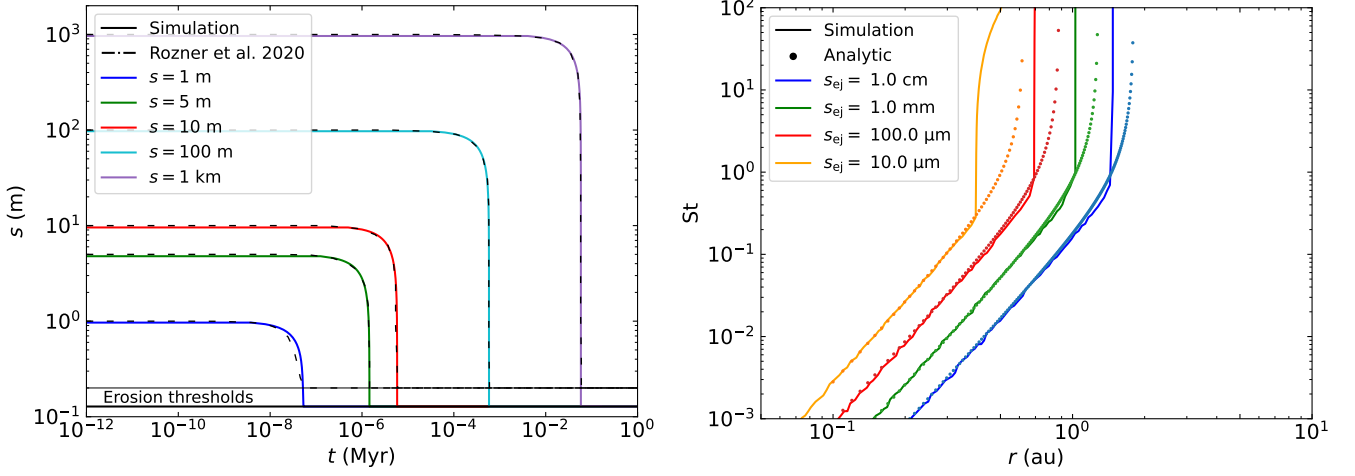 Simulation
Rozner et al. 2020
s = 1 m
s = 5 m
s = 10 m
s = 100 m
s = 1 km
Erosion thresholds
10³
10²
10¹
10⁰
10⁻¹
s (m)
10⁻¹² 10⁻¹⁰ 10⁻⁸ 10⁻⁶ 10⁻⁴ 10⁻² 10⁰
t (Myr)
Simulation
Analytic
s_ej = 1.0 cm
s_ej = 1.0 mm
s_ej = 100.0 μm
s_ej = 10.0 μm
10²
10¹
10⁰
10⁻¹
10⁻²
10⁻³
St
10⁻¹ 10⁰ 10¹
r (au)